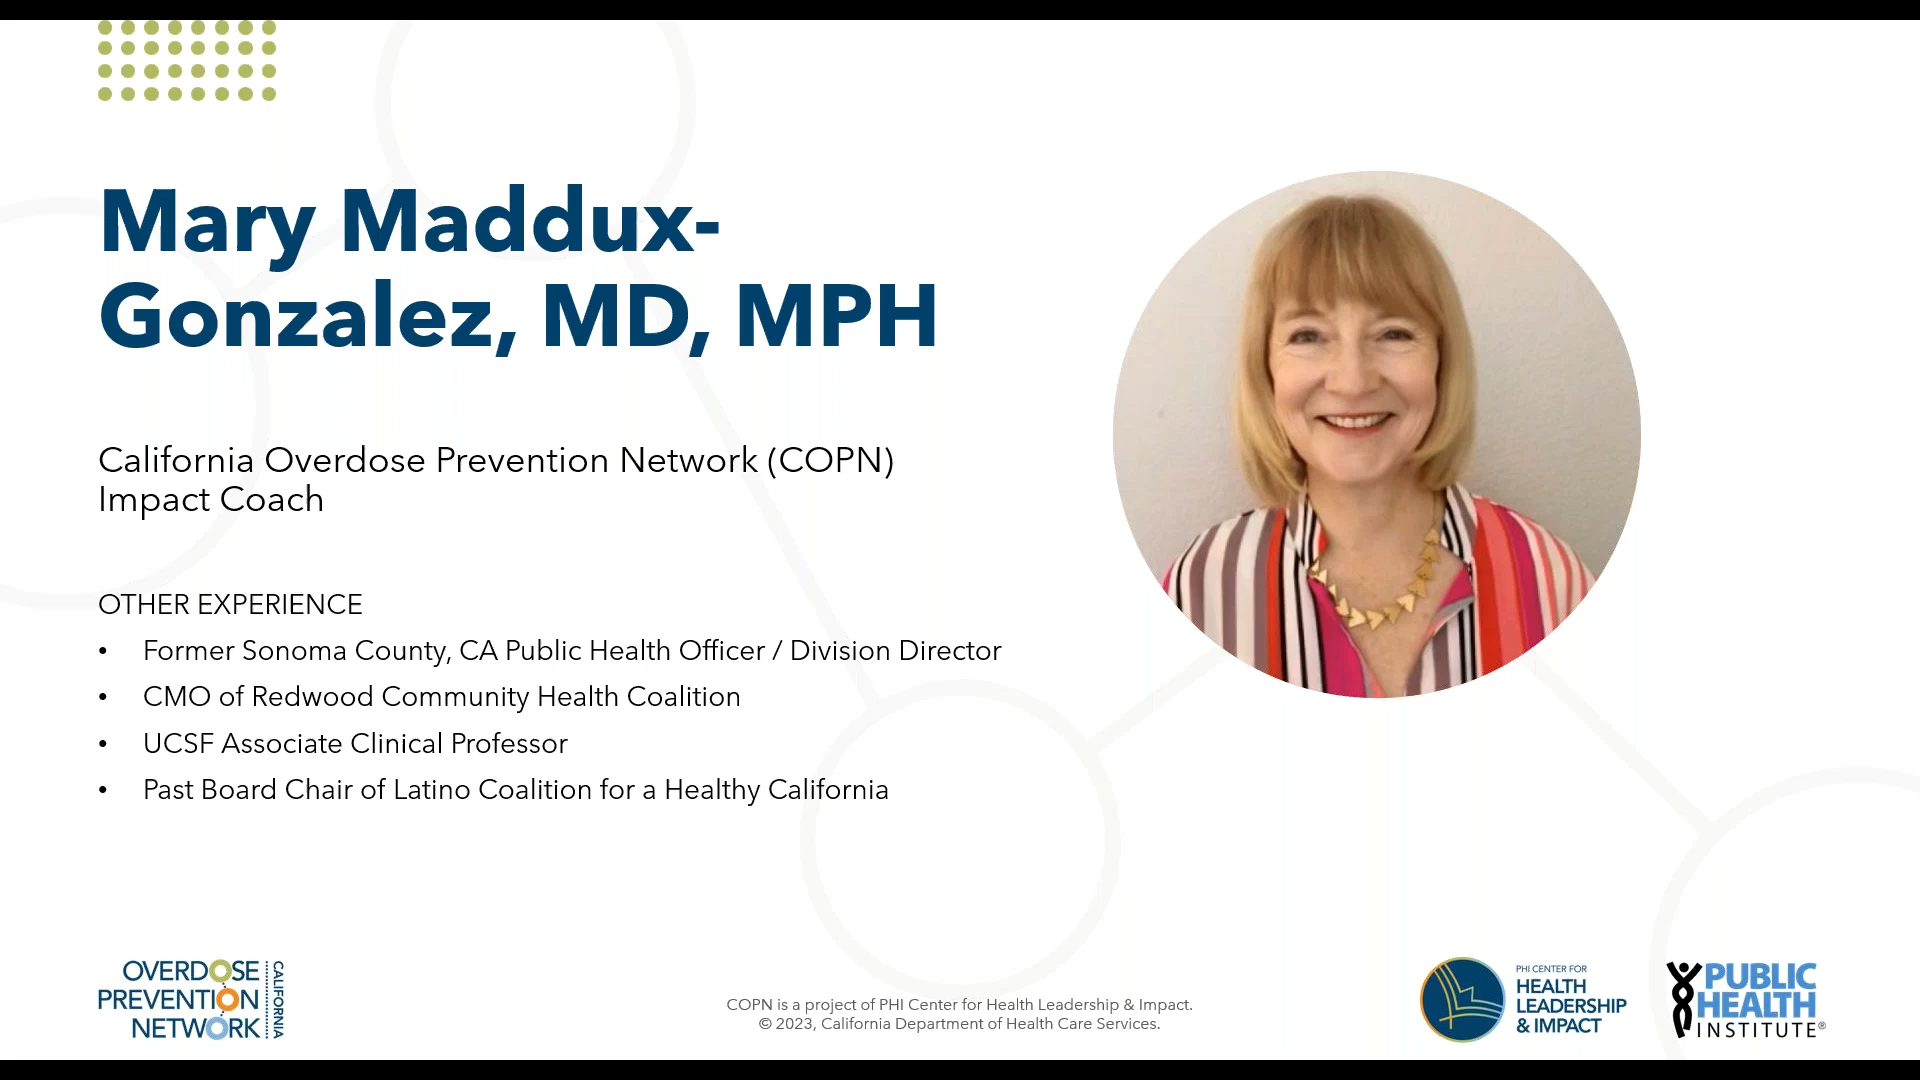 Mary Maddux-
Gonzalez, MD, MPH
California Overdose Prevention Network (COPN)
Impact Coach
OTHER EXPERIENCE
• Former Sonoma County, CA Public Health Officer / Division Director
• CMO of Redwood Community Health Coalition
• UCSF Associate Clinical Professor
• Past Board Chair of Latino Coalition for a Healthy California
OVERDOSE
PREVENTION
NETWORK
CALIFORNIA
COPN is a project of PHI Center for Health Leadership & Impact.
© 2023, California Department of Health Care Services.
PHI CENTER FOR
HEALTH
LEADERSHIP
& IMPACT
PUBLIC
HEALTH
INSTITUTE®